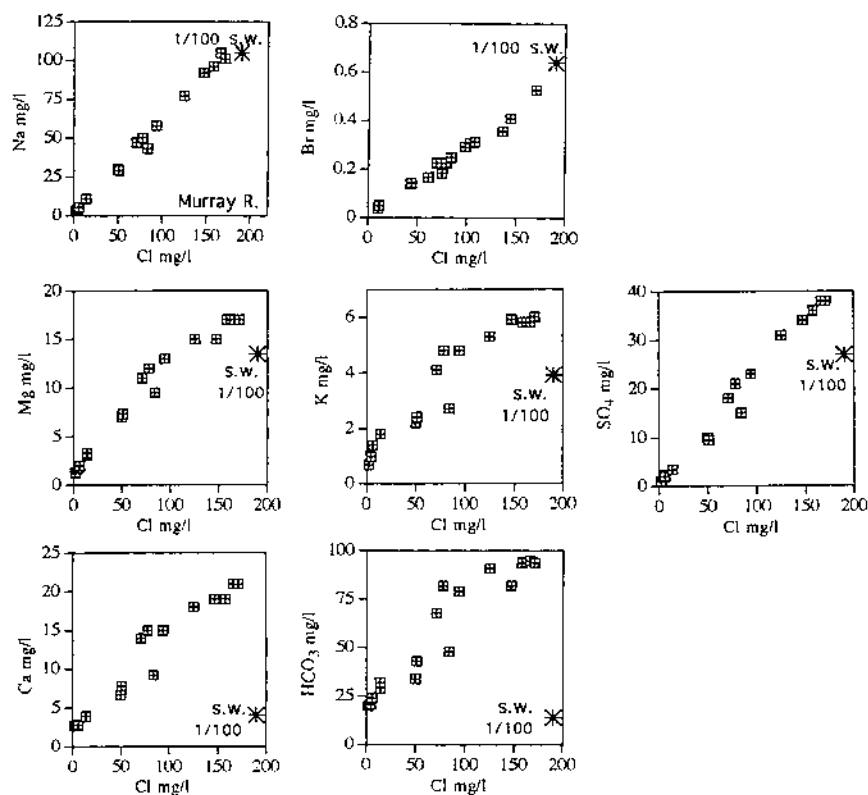 125
100
75
50
25
0
Na mg/l
1/100 s.w.
Murray R.
0 50 100 150 200
Cl mg/l
0.8
0.6
0.4
0.2
0
Br mg/l
1/100 s.w.
0 50 100 150 200
Cl mg/l
20
15
10
5
0
Mg mg/l
s.w.
1/100
0 50 100 150 200
Cl mg/l
6
4
2
0
K mg/l
s.w.
1/100
0 50 100 150 200
Cl mg/l
40
30
20
10
0
SO4 mg/l
s.w.
1/100
0 50 100 150 200
Cl mg/l
25
20
15
10
5
0
Ca mg/l
s.w.
1/100
0 50 100 150 200
Cl mg/l
100
75
50
25
0
HCO3 mg/l
s.w.
1/100
0 50 100 150 200
Cl mg/l